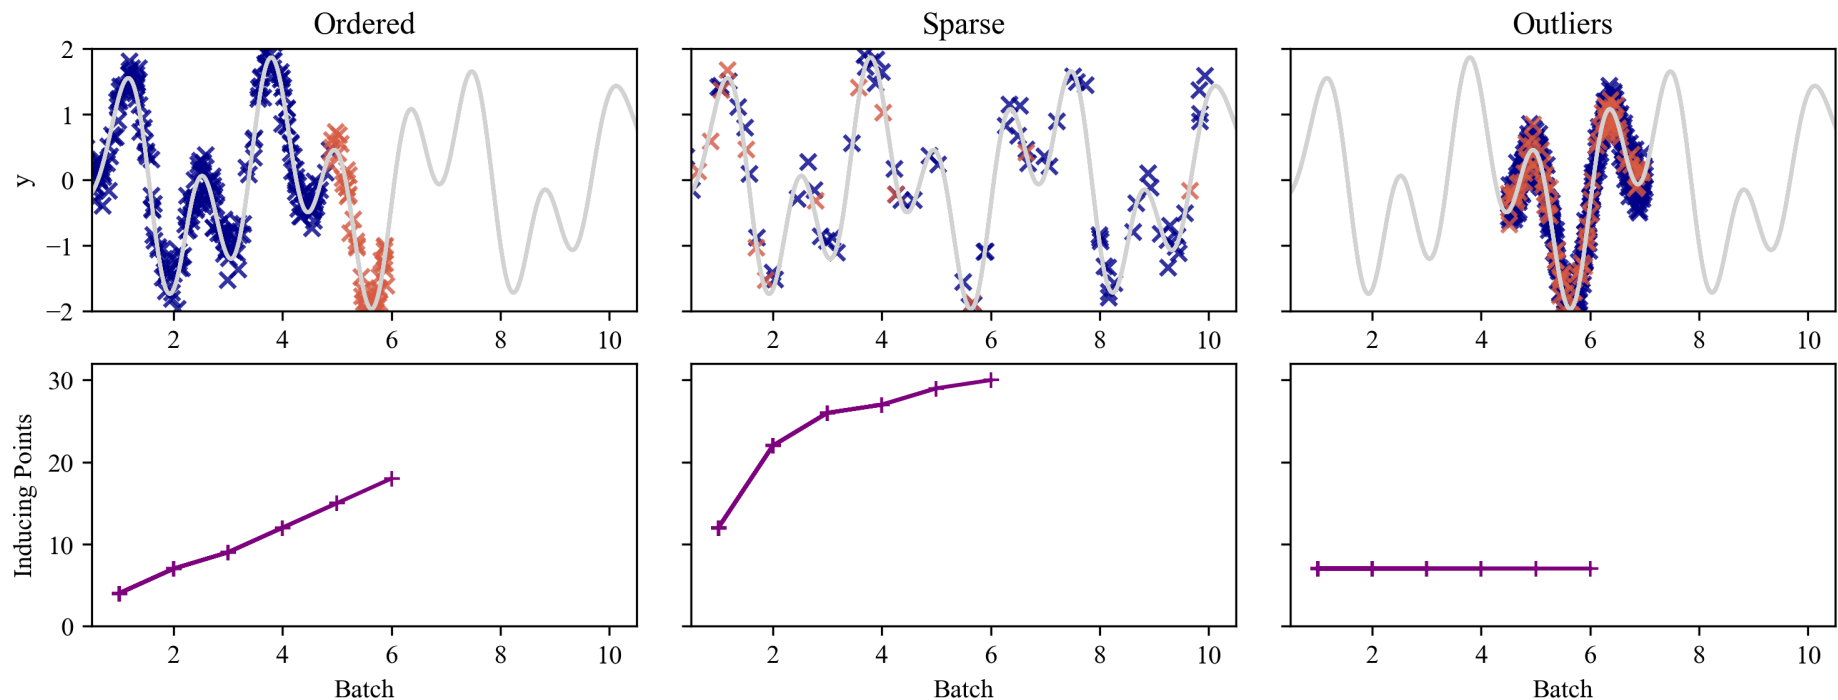 Ordered Sparse Outliers
2
1
0
−1
−2
y
2 4 6 8 10 2 4 6 8 10 2 4 6 8 10
30
20
10
0
Inducing Points
2 4 6 8 10 2 4 6 8 10 2 4 6 8 10
Batch Batch Batch